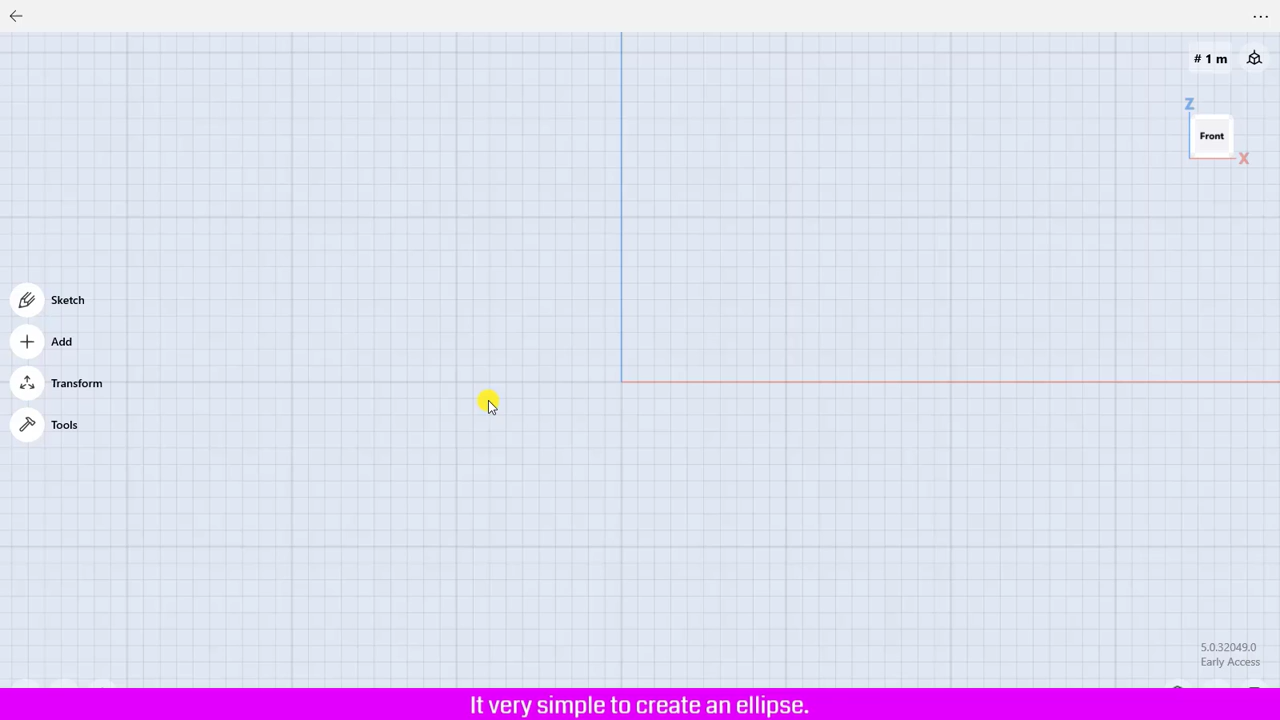 # 1 m
Z
Front
X
Sketch
Add
Transform
Tools
5.0.32049.0
Early Access
It very simple to create an ellipse.